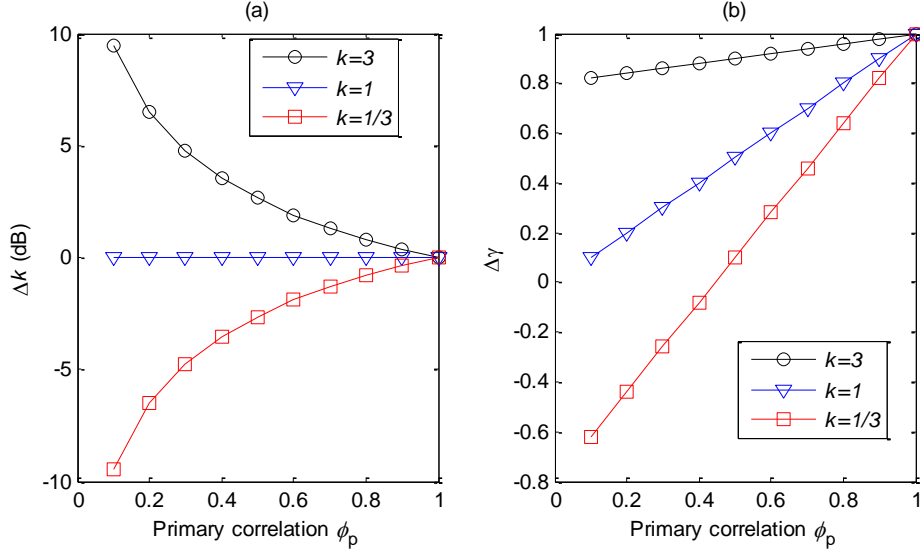 (a)
10
5
0
-5
-10
Δk (dB)
k=3
k=1
k=1/3
0
0.2
0.4
0.6
0.8
1
Primary correlation ϕp
(b)
1
0.8
0.6
0.4
0.2
0
-0.2
-0.4
-0.6
-0.8
Δγ
k=3
k=1
k=1/3
0
0.2
0.4
0.6
0.8
1
Primary correlation ϕp